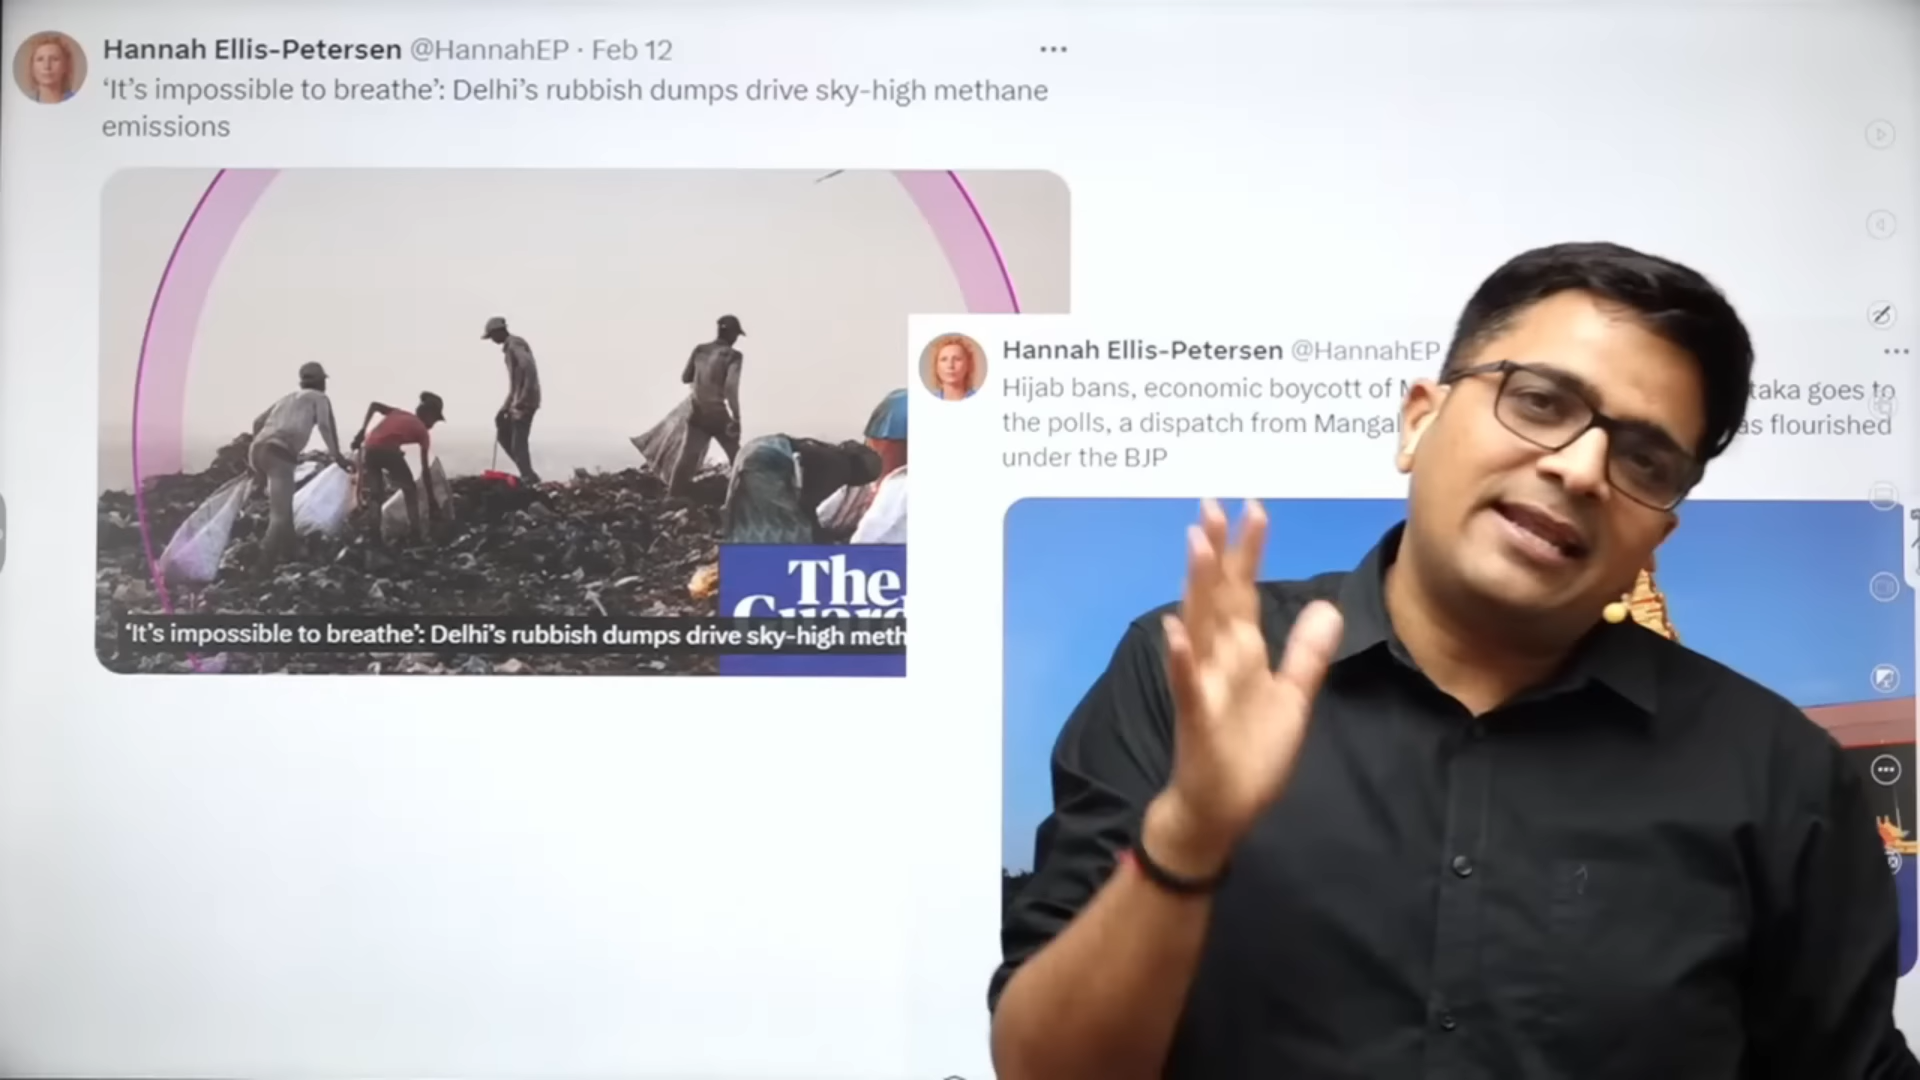 Hannah Ellis-Petersen @HannahEP · Feb 12
‘It’s impossible to breathe’: Delhi’s rubbish dumps drive sky-high methane
emissions
The
‘It’s impossible to breathe’: Delhi’s rubbish dumps drive sky-high meth
Hannah Ellis-Petersen @HannahEP
Hijab bans, economic boycott of taka goes to
the polls, a dispatch from Mangal as flourished
under the BJP